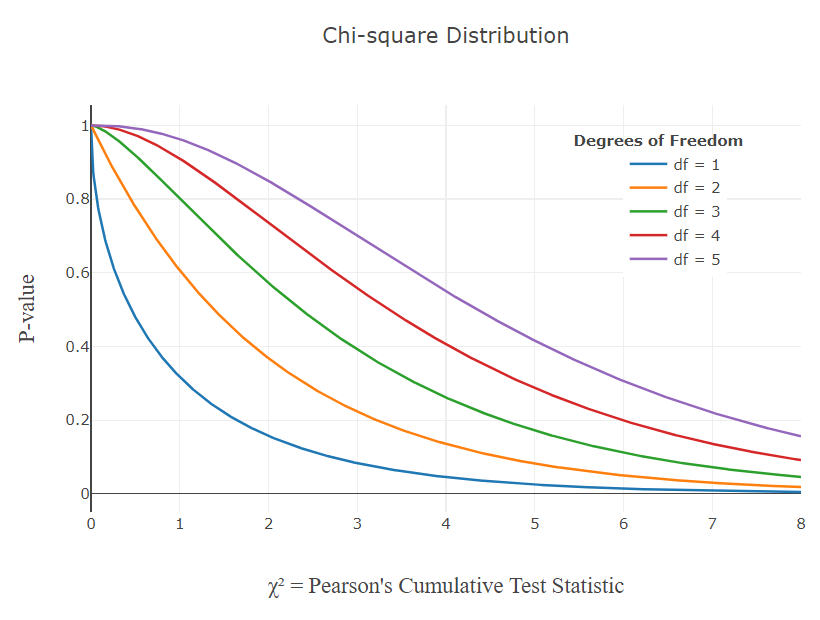 Chi-square Distribution
1
0.8
0.6
0.4
0.2
0
P-value
Degrees of Freedom
df = 1
df = 2
df = 3
df = 4
df = 5
0 1 2 3 4 5 6 7 8
χ² = Pearson's Cumulative Test Statistic